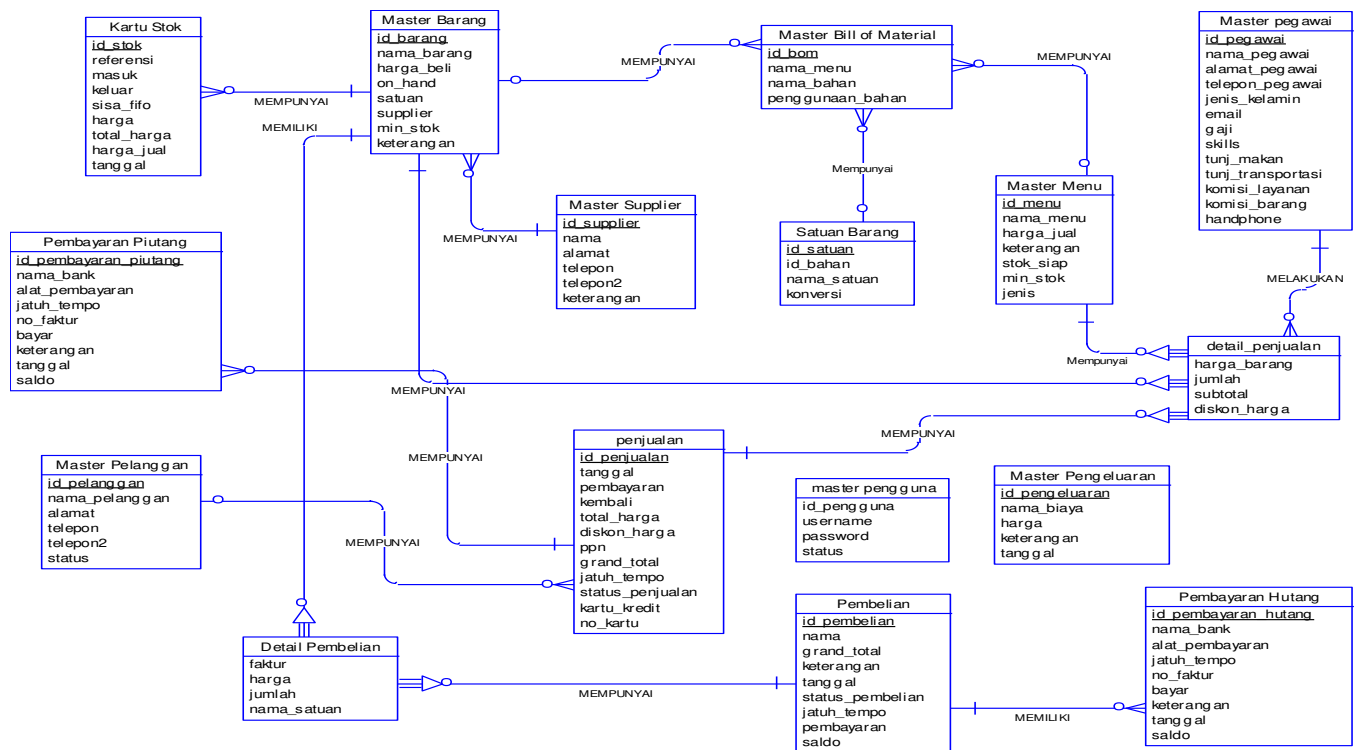 Kartu Stok
id_stok
referensi
masuk
keluar
sisa_fifo
harga
total_harga
harga_jual
tanggal
MEMPUNYAI
Master Barang
id_barang
nama_barang
harga_beli
on_hand
satuan
supplier
min_stok
keterangan
MEMILIKI
MEMPUNYAI
Master Bill of Material
id_bom
nama_menu
nama_bahan
penggunaan_bahan
MEMPUNYAI
Master pegawai
id_pegawai
nama_pegawai
alamat_pegawai
telepon_pegawai
jenis_kelamin
email
gaji
skills
tunj_makan
tunj_transportasi
komisi_layanan
komisi_barang
handphone
MELAKUKAN
Mempunyai
Master Menu
id_menu
nama_menu
harga_jual
keterangan
stok_siap
min_stok
jenis
Mempunyai
Master Supplier
id_supplier
nama
alamat
telepon
telepon2
keterangan
MEMPUNYAI
Satuan Barang
id_satuan
id_bahan
nama_satuan
konversi
Pembayaran Piutang
id_pembayaran_piutang
nama_bank
alat_pembayaran
jatuh_tempo
no_faktur
bayar
keterangan
tanggal
saldo
MEMPUNYAI
detail_penjualan
harga_barang
jumlah
subtotal
diskon_harga
MEMPUNYAI
MEMPUNYAI
penjualan
id_penjualan
tanggal
pembayaran
kembali
total_harga
diskon_harga
ppn
grand_total
jatuh_tempo
status_penjualan
kartu_kredit
no_kartu
Master Pelanggan
id_pelanggan
nama_pelanggan
alamat
telepon
telepon2
status
MEMPUNYAI
master pengguna
id_pengguna
username
password
status
Master Pengeluaran
id_pengeluaran
nama_biaya
harga
keterangan
tanggal
Detail Pembelian
faktur
harga
jumlah
nama_satuan
MEMPUNYAI
Pembelian
id_pembelian
nama
grand_total
keterangan
tanggal
status_pembelian
jatuh_tempo
pembayaran
saldo
MEMILIKI
Pembayaran Hutang
id_pembayaran_hutang
nama_bank
alat_pembayaran
jatuh_tempo
no_faktur
bayar
keterangan
tanggal
saldo